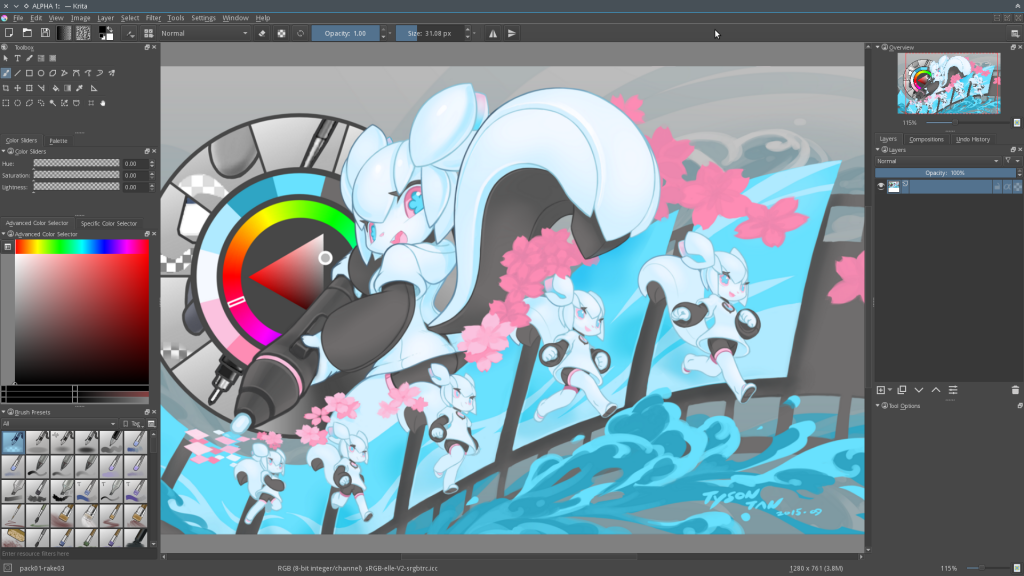 ALPHA 1: — Krita
File Edit View Image Layer Select Filter Tools Settings Window Help
Normal
Opacity: 1.00
Size: 31.08 px
Toolbox
Color Sliders Palette
Color Sliders
Hue: 0.00
Saturation: 0.00
Lightness: 0.00
Advanced Color Selector Specific Color Selector
Advanced Color Selector
Brush Presets
All
Tag
Enter resource filters here
Overview
115%
Layers Compositions Undo History
Layers
Normal
Opacity: 100%
Tool Options
TYSON
TAN
2015.09
pack01-rake03
RGB (8-bit integer/channel) sRGB-elle-V2-srgbtrc.icc
1280 x 761 (3.8M)
115%